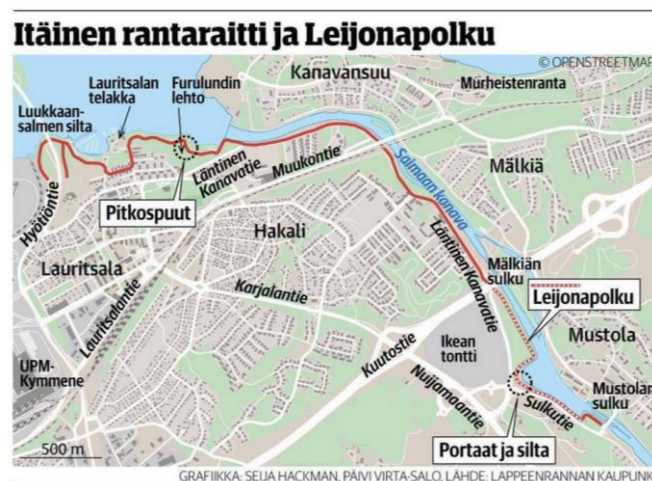 Itäinen rantaraitti ja Leijonapolku
© OPENSTREETMAP
Kanavansuu
Lauritsalan
telakka
Furulundin
lehto
Murheistenranta
Luukkaan-
salmen silta
Läntinen
Kanavatie
Muukontie
Saimaan kanava
Mälkiä
Pitkospuut
Hyötiöntie
Hakali
Läntinen Kanavatie
Lauritsala
Mälkiän
sulku
Leijonapolku
Karjalantie
Lauritsalantie
Kuutostie
Ikean
tontti
Mustola
UPM-
Kymmene
Nuijamaantie
Sulkutie
Mustolan
sulku
Portaat ja silta
500 m
GRAFIIKKA: SEIJA HACKMAN, PÄIVI VIRTA-SALO, LÄHDE: LAPPEENRANNAN KAUPUNK